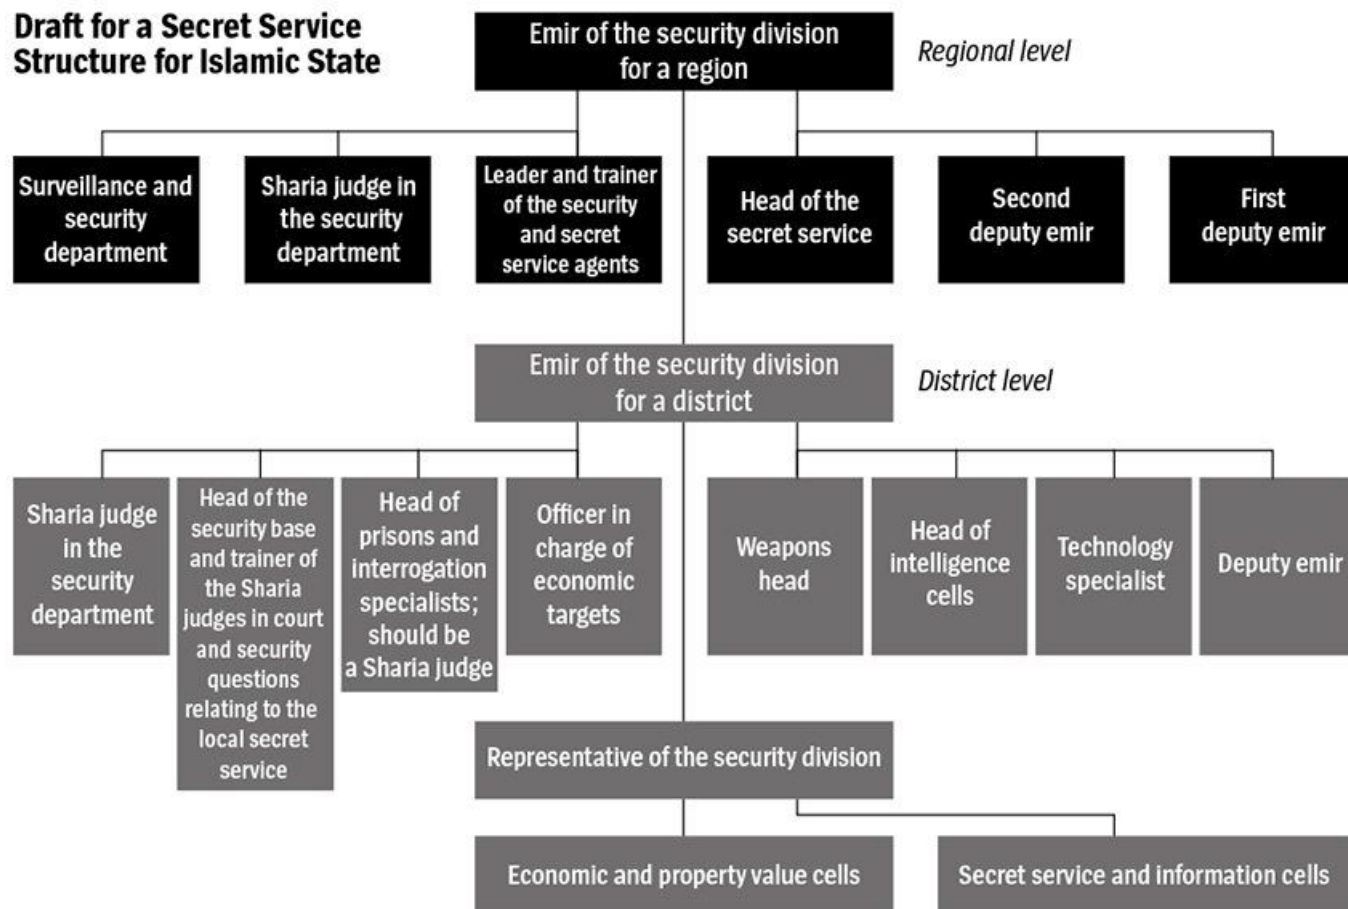 Draft for a Secret Service
Structure for Islamic State
Emir of the security division
for a region
Regional level
Surveillance and
security
department
Sharia judge in
the security
department
Leader and trainer
of the security
and secret
service agents
Head of the
secret service
Second
deputy emir
First
deputy emir
Emir of the security division
for a district
District level
Sharia judge
in the
security
department
Head of the
security base
and trainer of
the Sharia
judges in court
and security
questions
relating to the
local secret
service
Head of
prisons and
interrogation
specialists;
should be
a Sharia judge
Officer in
charge of
economic
targets
Weapons
head
Head of
intelligence
cells
Technology
specialist
Deputy emir
Representative of the security division
Economic and property value cells
Secret service and information cells